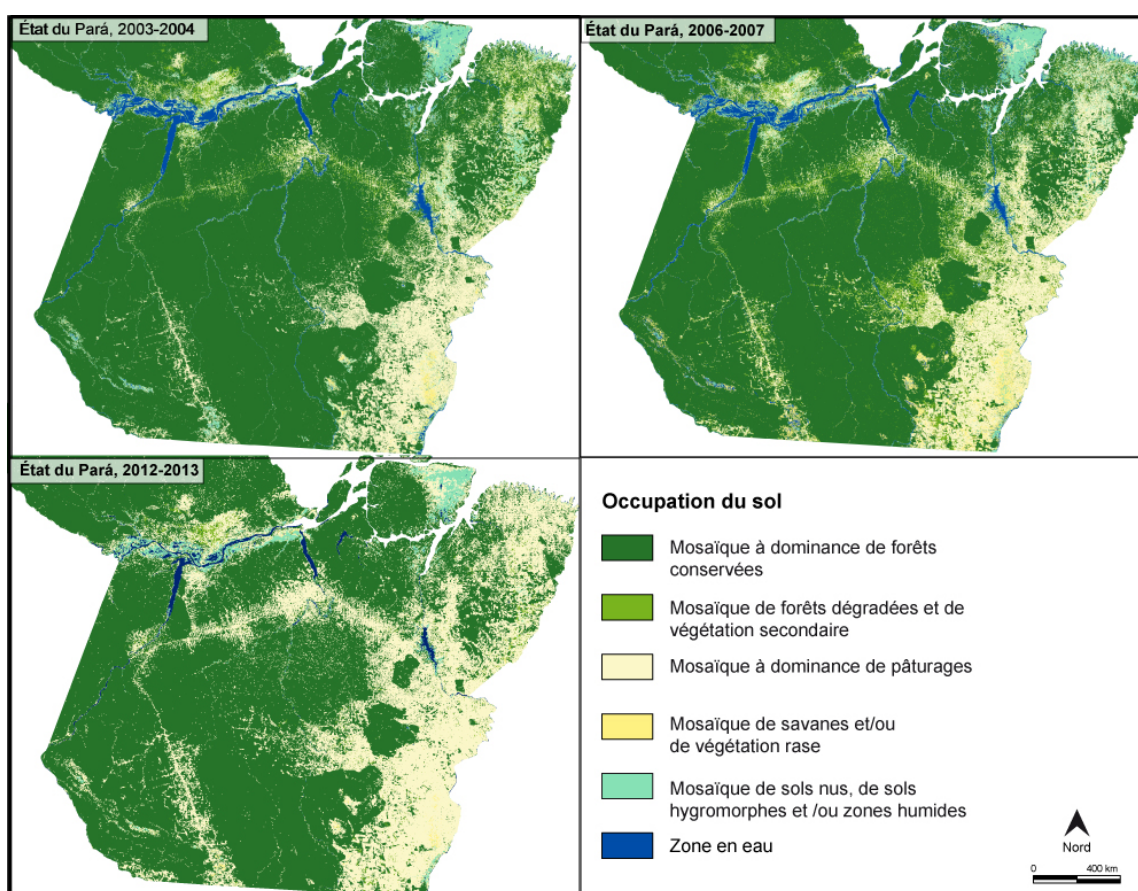 État du Pará, 2003-2004
État du Pará, 2006-2007
État du Pará, 2012-2013
Occupation du sol
Mosaïque à dominance de forêts
conservées
Mosaïque de forêts dégradées et de
végétation secondaire
Mosaïque à dominance de pâturages
Mosaïque de savanes et/ou
de végétation rase
Mosaïque de sols nus, de sols
hygromorphes et /ou zones humides
Zone en eau
Nord
0 400 km